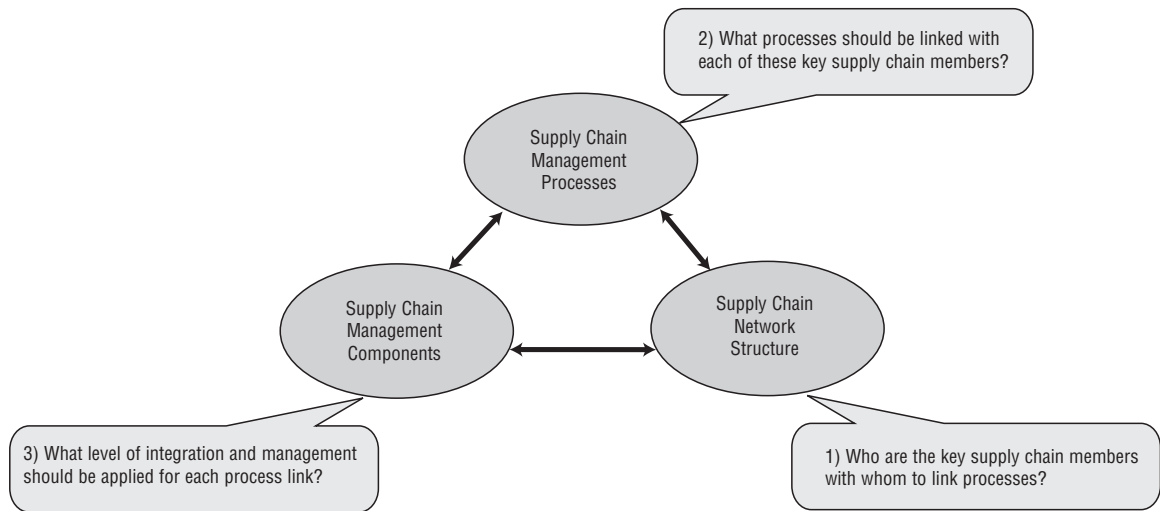 2) What processes should be linked with
each of these key supply chain members?
Supply Chain
Management
Processes
Supply Chain
Management
Components
Supply Chain
Network
Structure
3) What level of integration and management
should be applied for each process link?
1) Who are the key supply chain members
with whom to link processes?